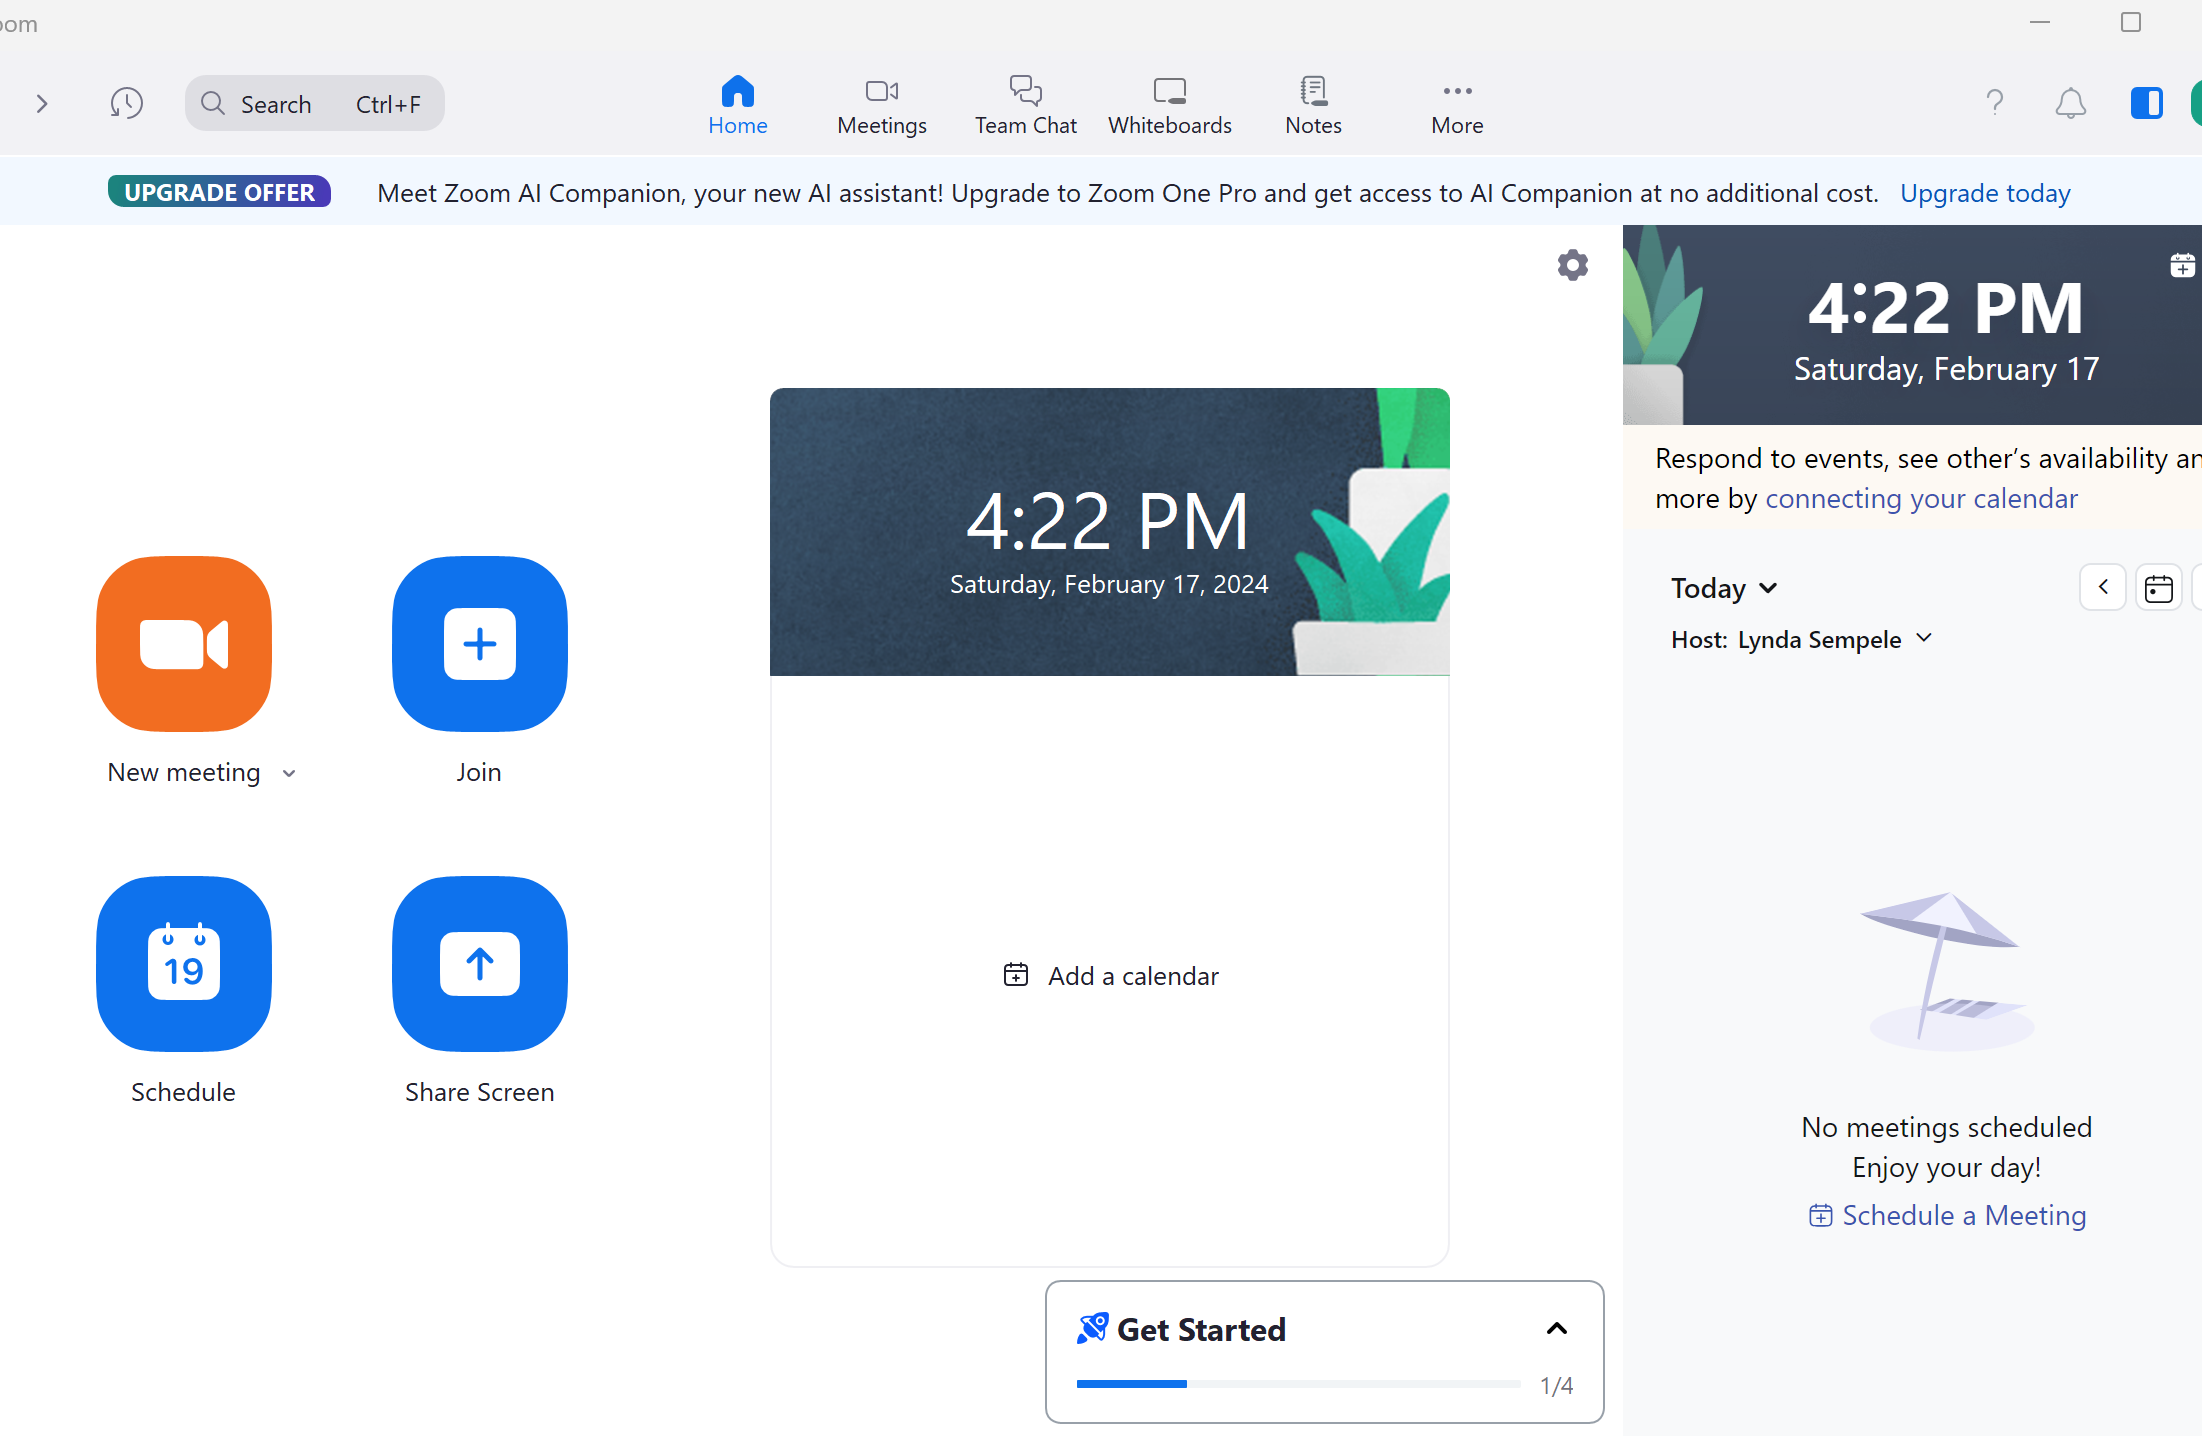 oom
Search Ctrl+F
Home
Meetings
Team Chat
Whiteboards
Notes
More
UPGRADE OFFER Meet Zoom AI Companion, your new AI assistant! Upgrade to Zoom One Pro and get access to AI Companion at no additional cost. Upgrade today
New meeting
Join
19
Schedule
Share Screen
4:22 PM
Saturday, February 17, 2024
Add a calendar
Get Started
1/4
4:22 PM
Saturday, February 17
Respond to events, see other’s availability an
more by connecting your calendar
Today
Host: Lynda Sempele
No meetings scheduled
Enjoy your day!
Schedule a Meeting